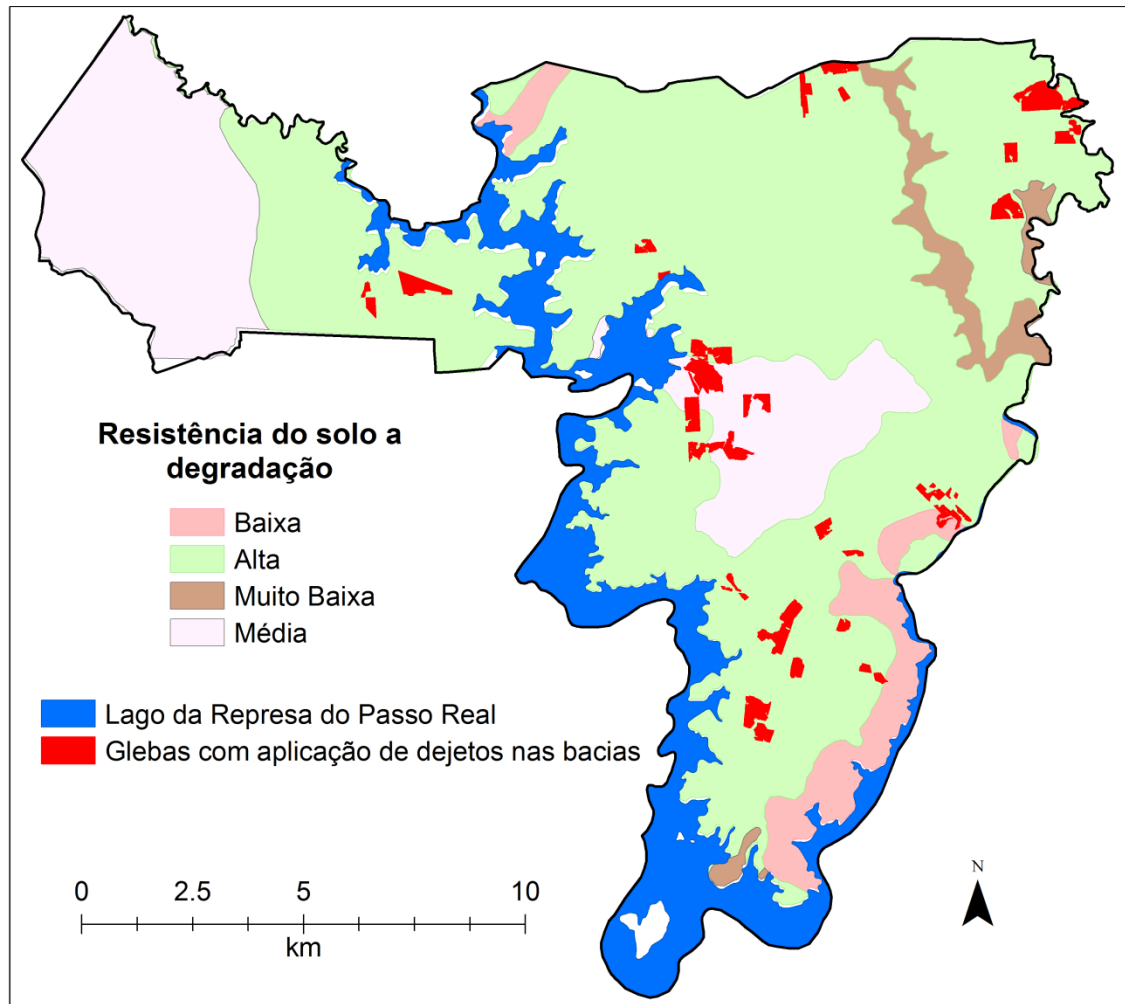 Resistência do solo a
degradação
Baixa
Alta
Muito Baixa
Média
Lago da Represa do Passo Real
Glebas com aplicação de dejetos nas bacias
0 2.5 5 10
km
N